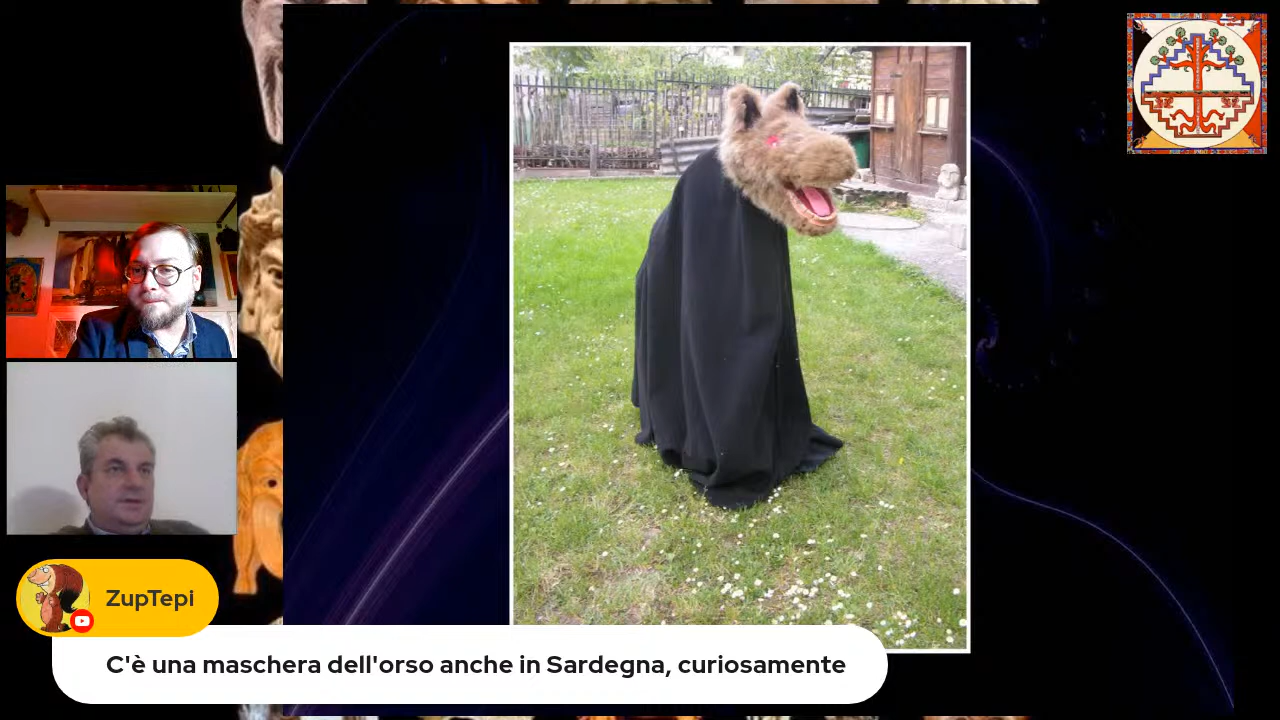 ZupTepi
C'è una maschera dell'orso anche in Sardegna, curiosamente